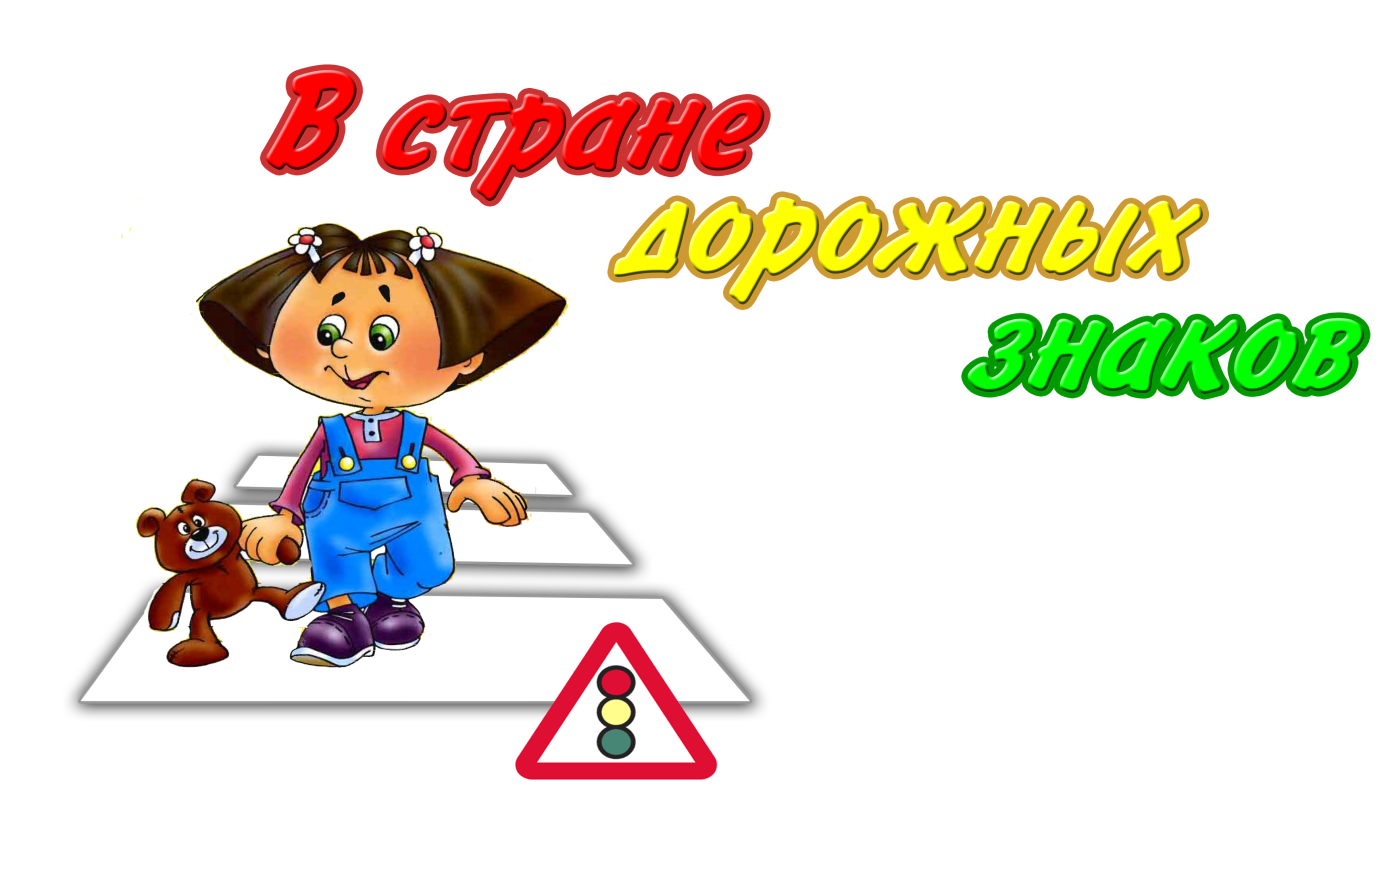 В стране
дорожных
знаков